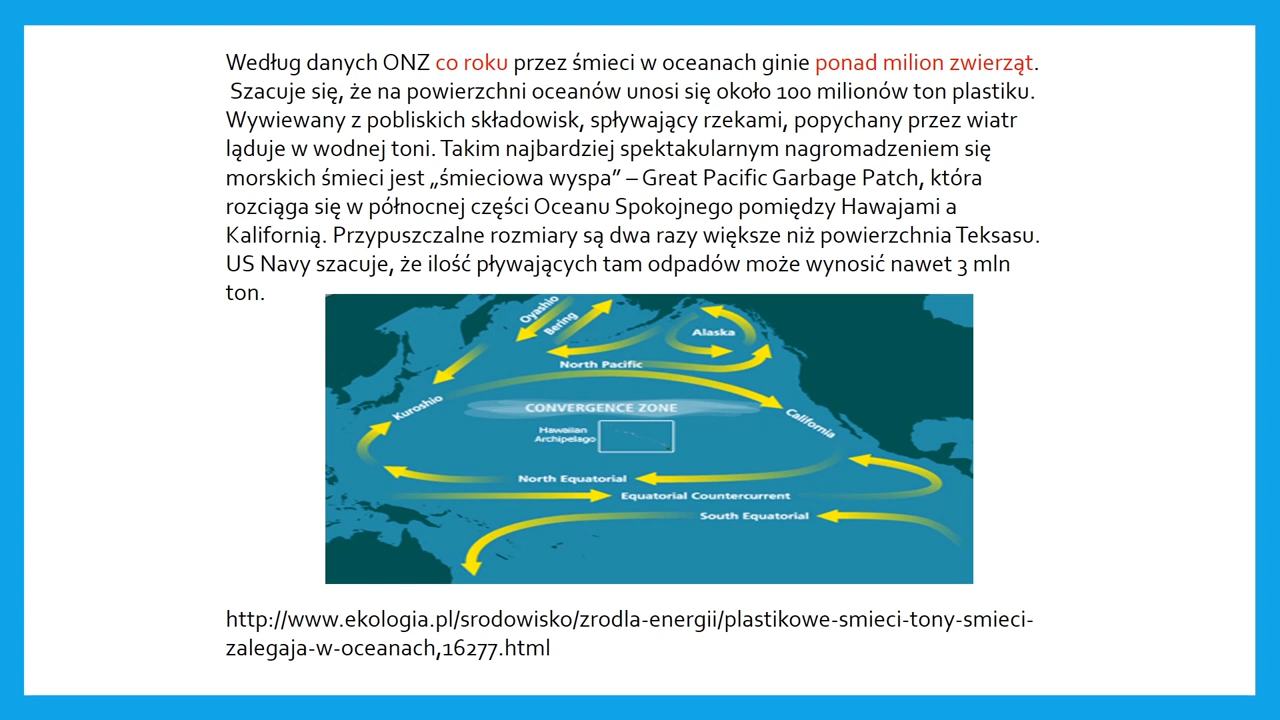 Według danych ONZ co roku przez śmieci w oceanach ginie ponad milion zwierząt.
Szacuje się, że na powierzchni oceanów unosi się około 100 milionów ton plastiku.
Wywiewany z pobliskich składowisk, spływający rzekami, popychany przez wiatr
ląduje w wodnej toni. Takim najbardziej spektakularnym nagromadzeniem się
morskich śmieci jest „śmieciowa wyspa” – Great Pacific Garbage Patch, która
rozciąga się w północnej części Oceanu Spokojnego pomiędzy Hawajami a
Kalifornią. Przypuszczalne rozmiary są dwa razy większe niż powierzchnia Teksasu.
US Navy szacuje, że ilość pływających tam odpadów może wynosić nawet 3 mln
ton.
Oyashio
Bering
Alaska
North Pacific
Kuroshio
CONVERGENCE ZONE
California
Hawaiian
Archipelago
North Equatorial
Equatorial Countercurrent
South Equatorial
http://www.ekologia.pl/srodowisko/zrodla-energii/plastikowe-smieci-tony-smieci-
zalegaja-w-oceanach,16277.html